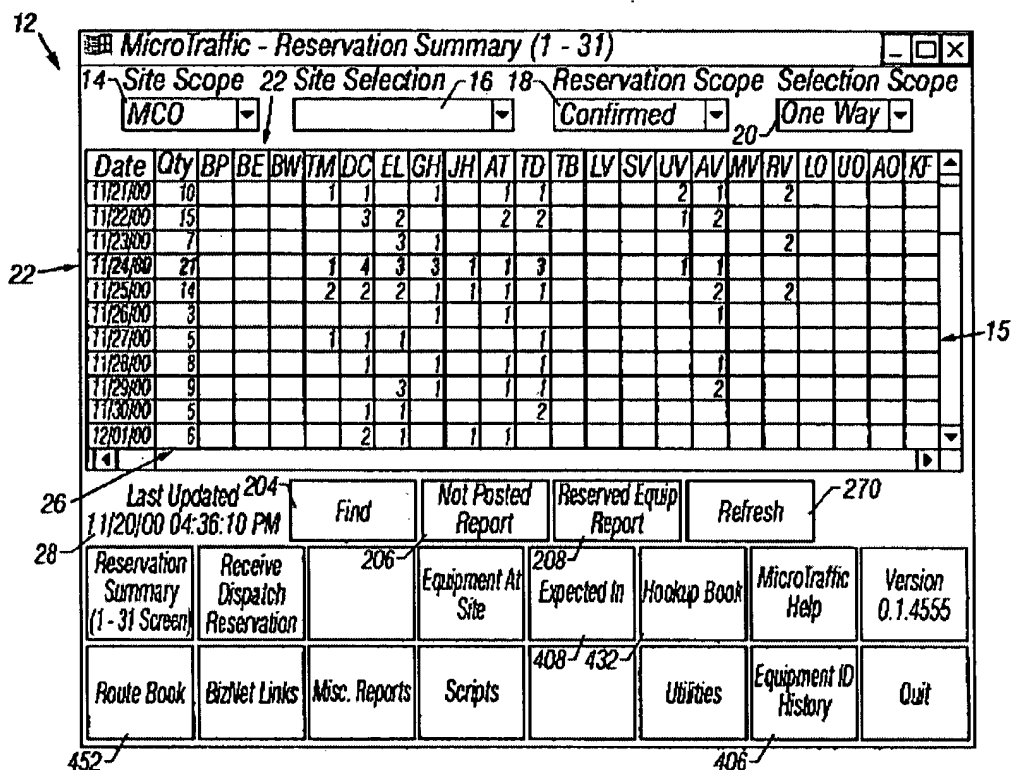 12
MicroTraffic - Reservation Summary (1 - 31)
14 Site Scope 22 Site Selection 16 18 Reservation Scope Selection Scope
MCO Confirmed 20 One Way
Date Qty BP BE BW TM DC EL GH JH AT TD TB LV SV UV AV MV RV LO UO AO KF
11/21/00 10 1 1 1 1 1 2 1 2
11/22/00 15 3 2 2 2 1 2
11/23/00 7 3 1 2
22 11/24/00 21 1 4 3 3 1 1 3 1 1
11/25/00 14 2 2 2 1 1 1 1 2 2
11/26/00 3 1 1 1
11/27/00 5 1 1 1 1 15
11/28/00 8 1 1 1 1 1
11/29/00 9 3 1 1 1 2
11/30/00 5 1 1 2
12/01/00 6 2 1 1 1
26 Last Updated 204 Find Not Posted Report Reserved Equip Report Refresh 270
28 11/20/00 04:36:10 PM 206 208
Reservation Summary (1 - 31 Screen) Receive Dispatch Reservation Equipment At Site Expected In Hookup Book MicroTraffic Help Version 0.1.4555
408 432
Route Book BizNet Links Misc. Reports Scripts Utilities Equipment ID History Quit
452 406